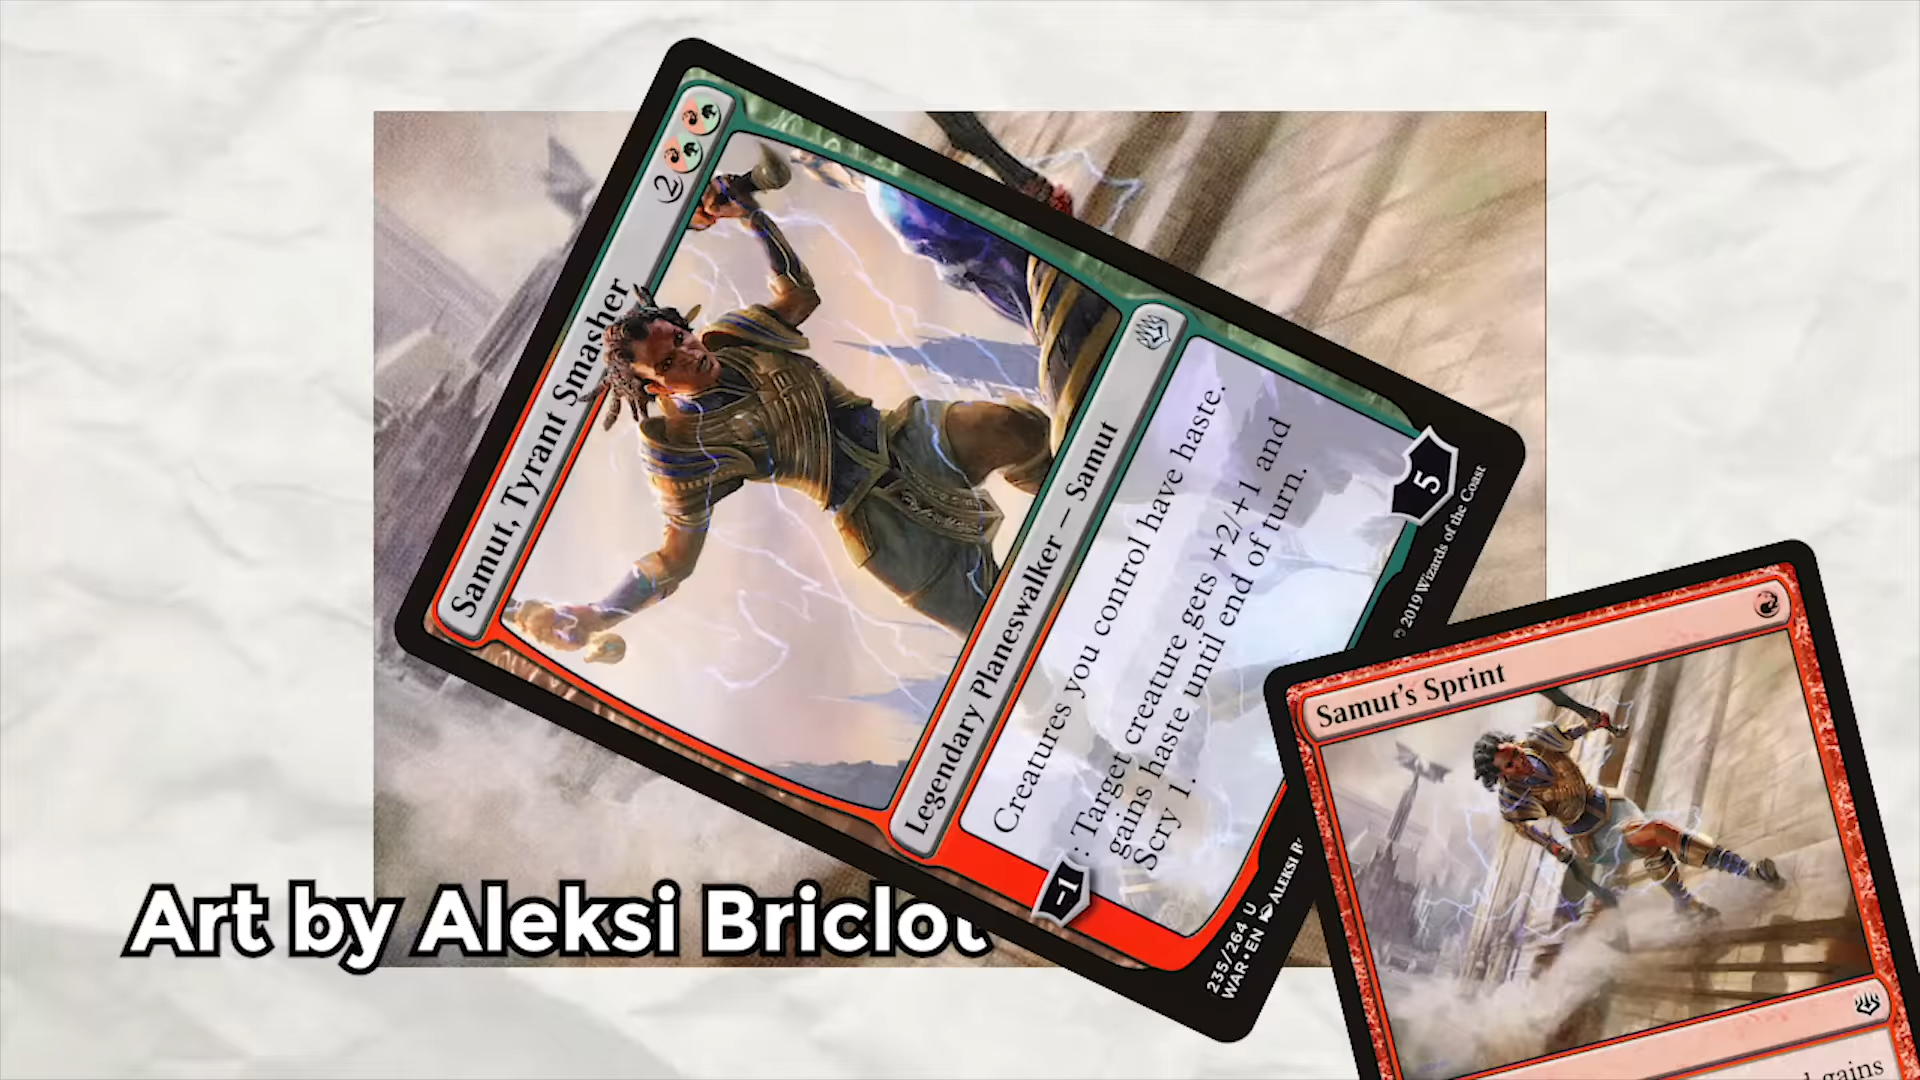 Samut, Tyrant Smasher
2
Legendary Planeswalker — Samut
Creatures you control have haste.
-1
: Target creature gets +2/+1 and
gains haste until end of turn.
Scry 1.
5
235/264 U
WAR • EN
ALEKSI
© 2019 Wizards of the Coast
Samut's Sprint
gains
Art by Aleksi Briclot